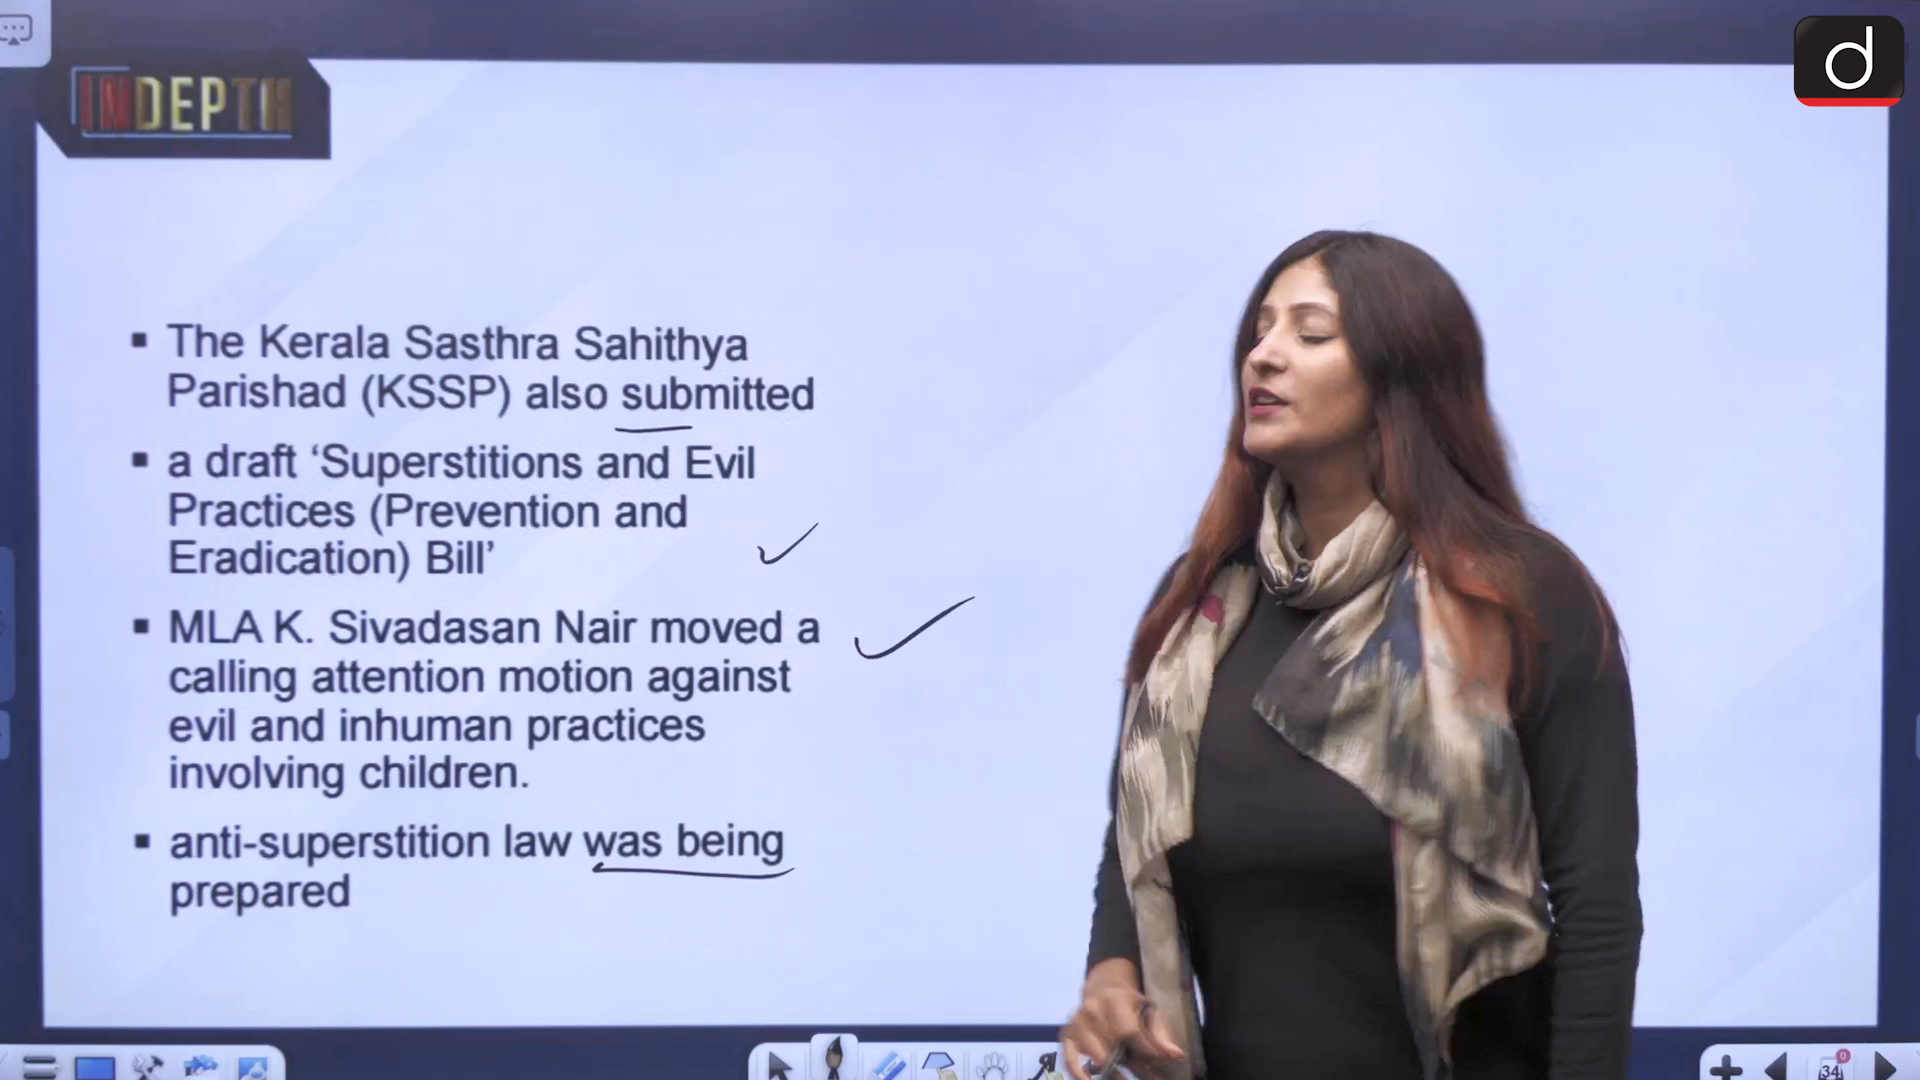 INDEPTH
d
▪ The Kerala Sasthra Sahithya
Parishad (KSSP) also submitted
▪ a draft ‘Superstitions and Evil
Practices (Prevention and
Eradication) Bill’
▪ MLA K. Sivadasan Nair moved a
calling attention motion against
evil and inhuman practices
involving children.
▪ anti-superstition law was being
prepared
34
0